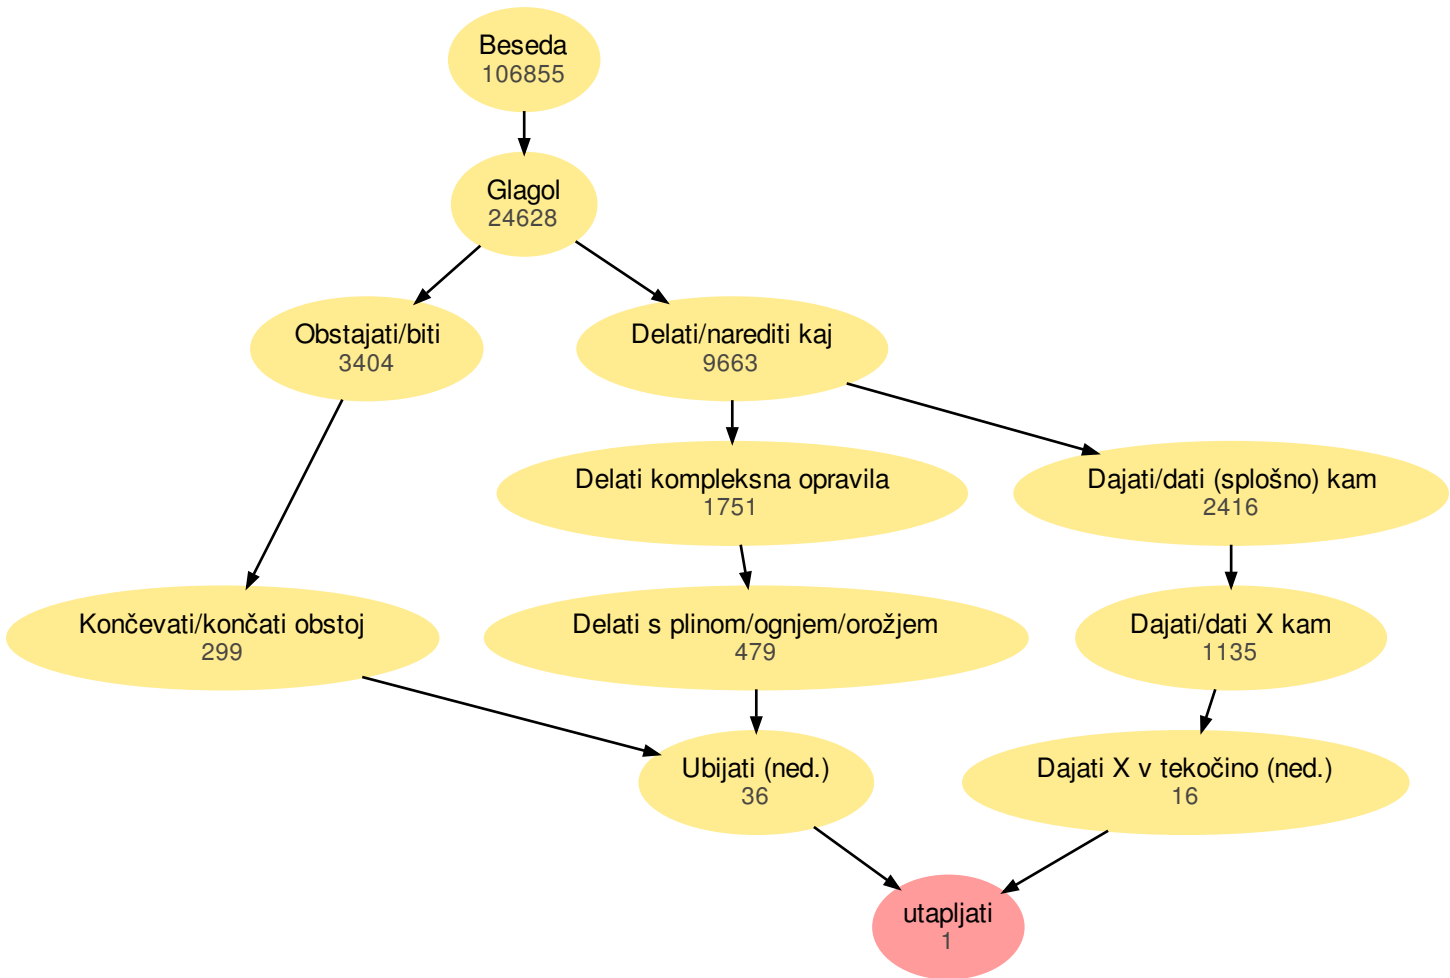 Beseda
106855
Glagol
24628
Obstajati/biti
3404
Delati/narediti kaj
9663
Delati kompleksna opravila
1751
Dajati/dati (splošno) kam
2416
Končevati/končati obstoj
299
Delati s plinom/ognjem/orožjem
479
Dajati/dati X kam
1135
Ubijati (ned.)
36
Dajati X v tekočino (ned.)
16
utapljati
1